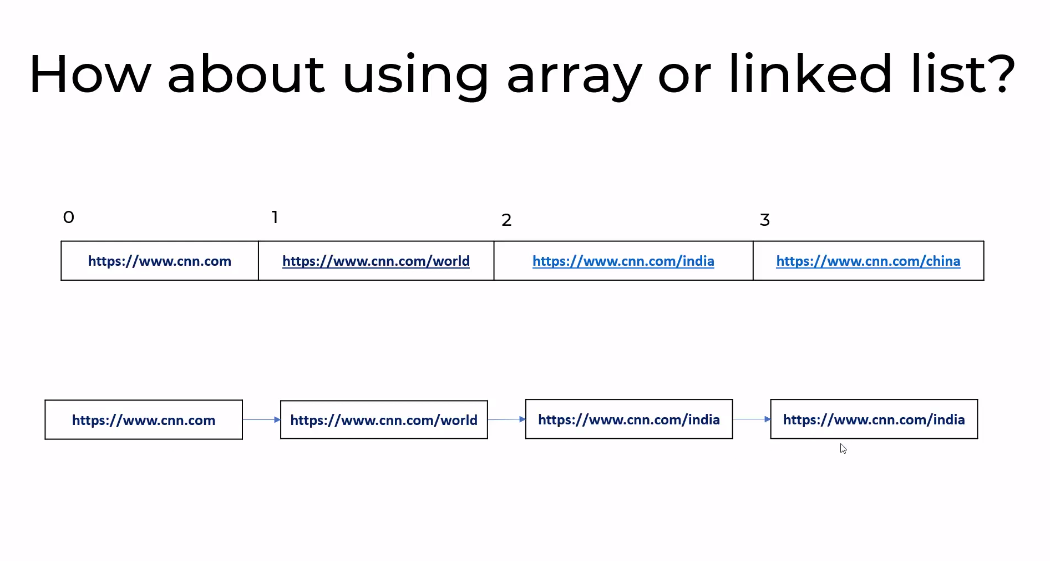 How about using array or linked list?
0 1 2 3
https://www.cnn.com https://www.cnn.com/world https://www.cnn.com/india https://www.cnn.com/china
https://www.cnn.com https://www.cnn.com/world https://www.cnn.com/india https://www.cnn.com/india